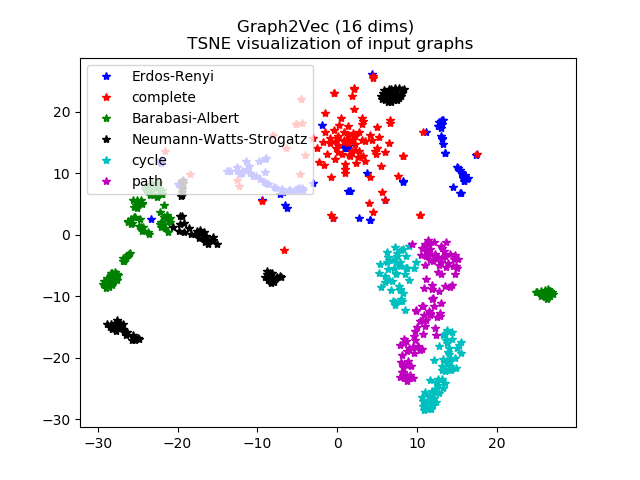 Graph2Vec (16 dims)
TSNE visualization of input graphs
Erdos-Renyi
complete
Barabasi-Albert
Neumann-Watts-Strogatz
cycle
path
20
10
0
−10
−20
−30
−30 −20 −10 0 10 20